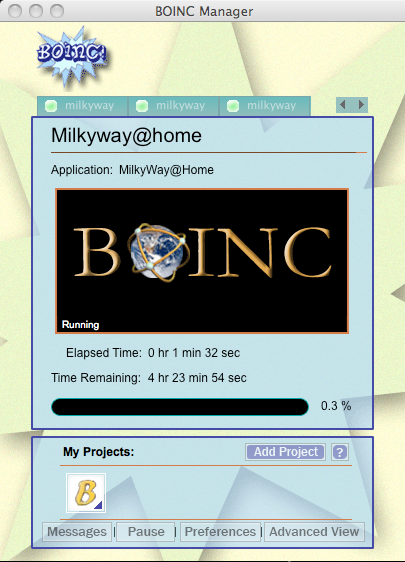 BOINC Manager
BOINC!
milkyway milkyway milkyway
Milkyway@home
Application: MilkyWay@Home
BOINC
Running
Elapsed Time: 0 hr 1 min 32 sec
Time Remaining: 4 hr 23 min 54 sec
0.3 %
My Projects: Add Project ?
B
Messages | Pause | Preferences | Advanced View